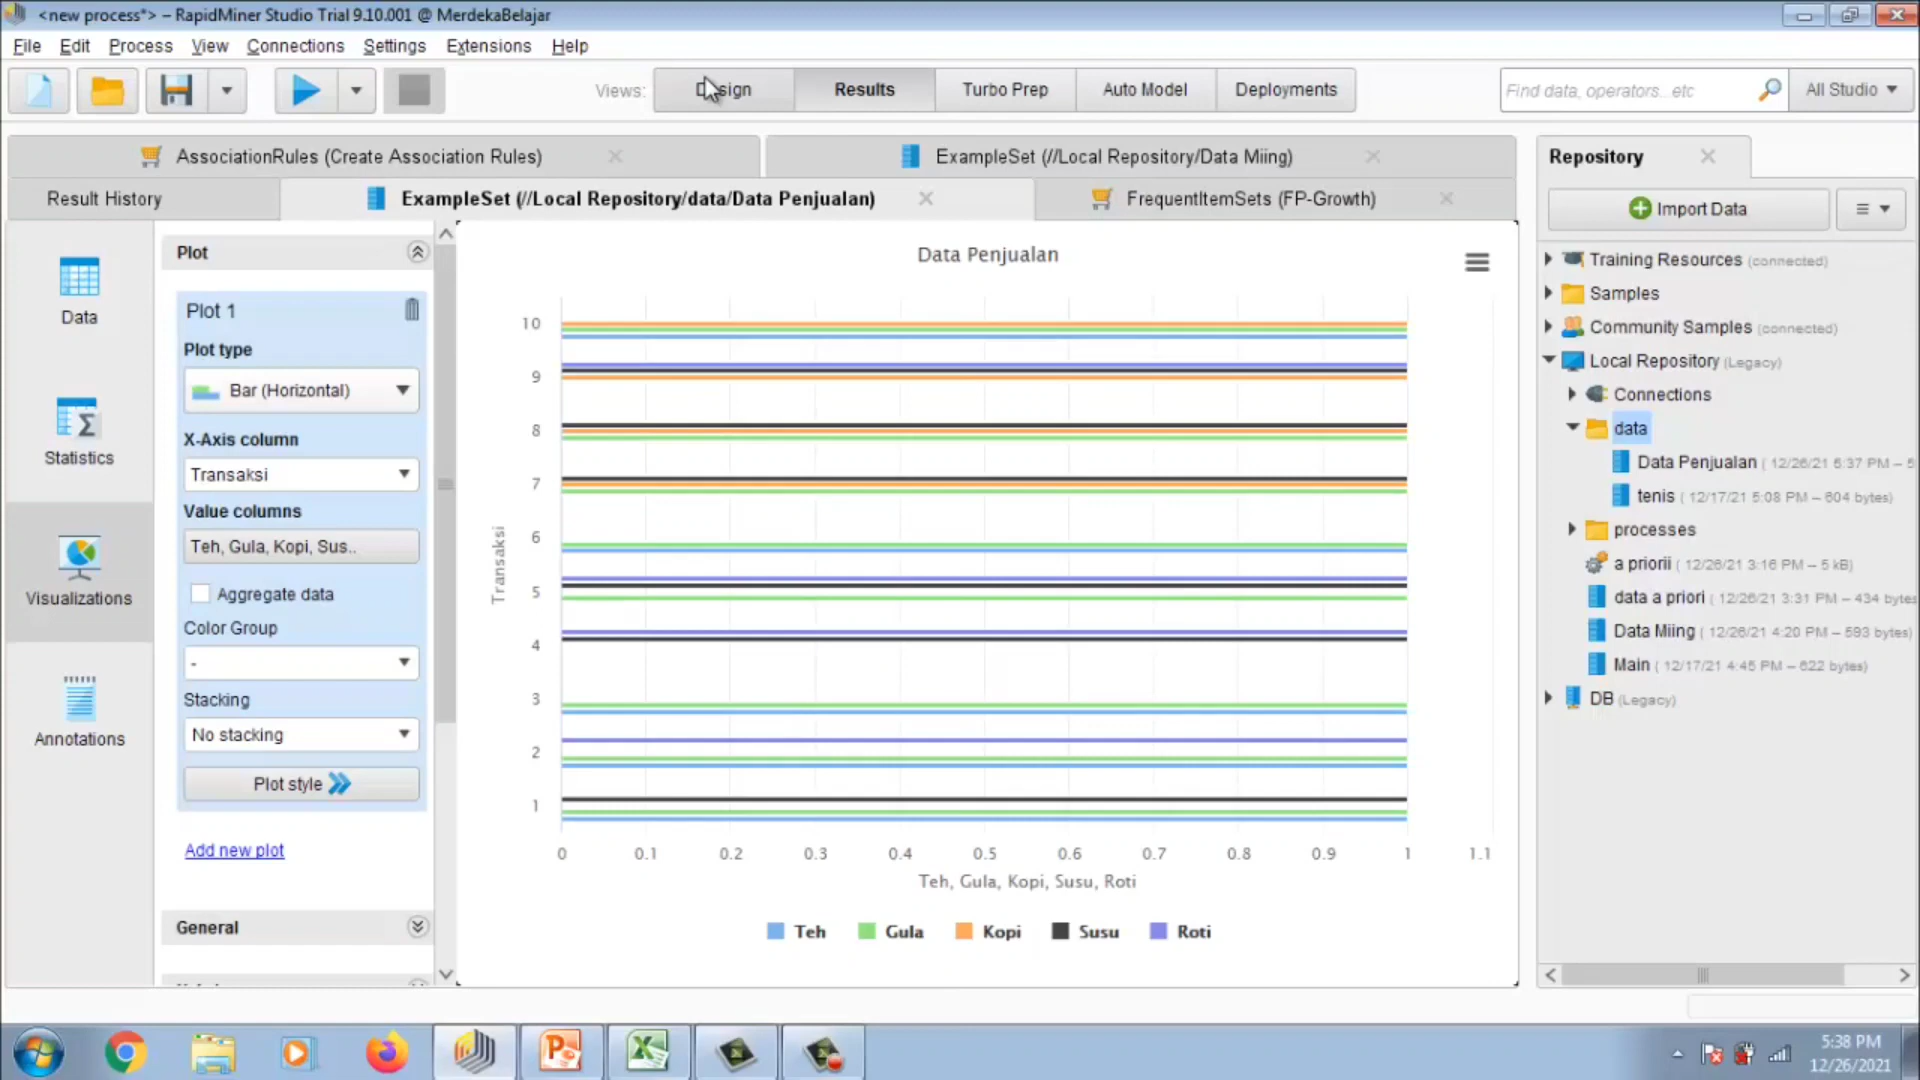 <new process*> – RapidMiner Studio Trial 9.10.001 @ MerdekaBelajar
File Edit Process View Connections Settings Extensions Help
Views: Design Results Turbo Prep Auto Model Deployments
Find data, operators...etc
All Studio
AssociationRules (Create Association Rules)
ExampleSet (//Local Repository/Data Miing)
Result History
ExampleSet (//Local Repository/data/Data Penjualan)
FrequentItemSets (FP-Growth)
Data
Statistics
Visualizations
Annotations
Plot
Plot 1
Plot type
Bar (Horizontal)
X-Axis column
Transaksi
Value columns
Teh, Gula, Kopi, Sus..
Aggregate data
Color Group
-
Stacking
No stacking
Plot style
Add new plot
General
Data Penjualan
10
9
8
7
6
5
4
3
2
1
Transaksi
0 0.1 0.2 0.3 0.4 0.5 0.6 0.7 0.8 0.9 1 1.1
Teh, Gula, Kopi, Susu, Roti
Teh Gula Kopi Susu Roti
Repository
Import Data
Training Resources (connected)
Samples
Community Samples (connected)
Local Repository (Legacy)
Connections
data
Data Penjualan ( 12/26/21 5:37 PM – 5
tenis ( 12/17/21 5:08 PM – 604 bytes)
processes
a priorii ( 12/26/21 3:16 PM – 5 kB)
data a priori ( 12/26/21 3:31 PM – 434 bytes
Data Miing ( 12/26/21 4:20 PM – 593 bytes)
Main ( 12/17/21 4:45 PM – 622 bytes)
DB (Legacy)
5:38 PM
12/26/2021